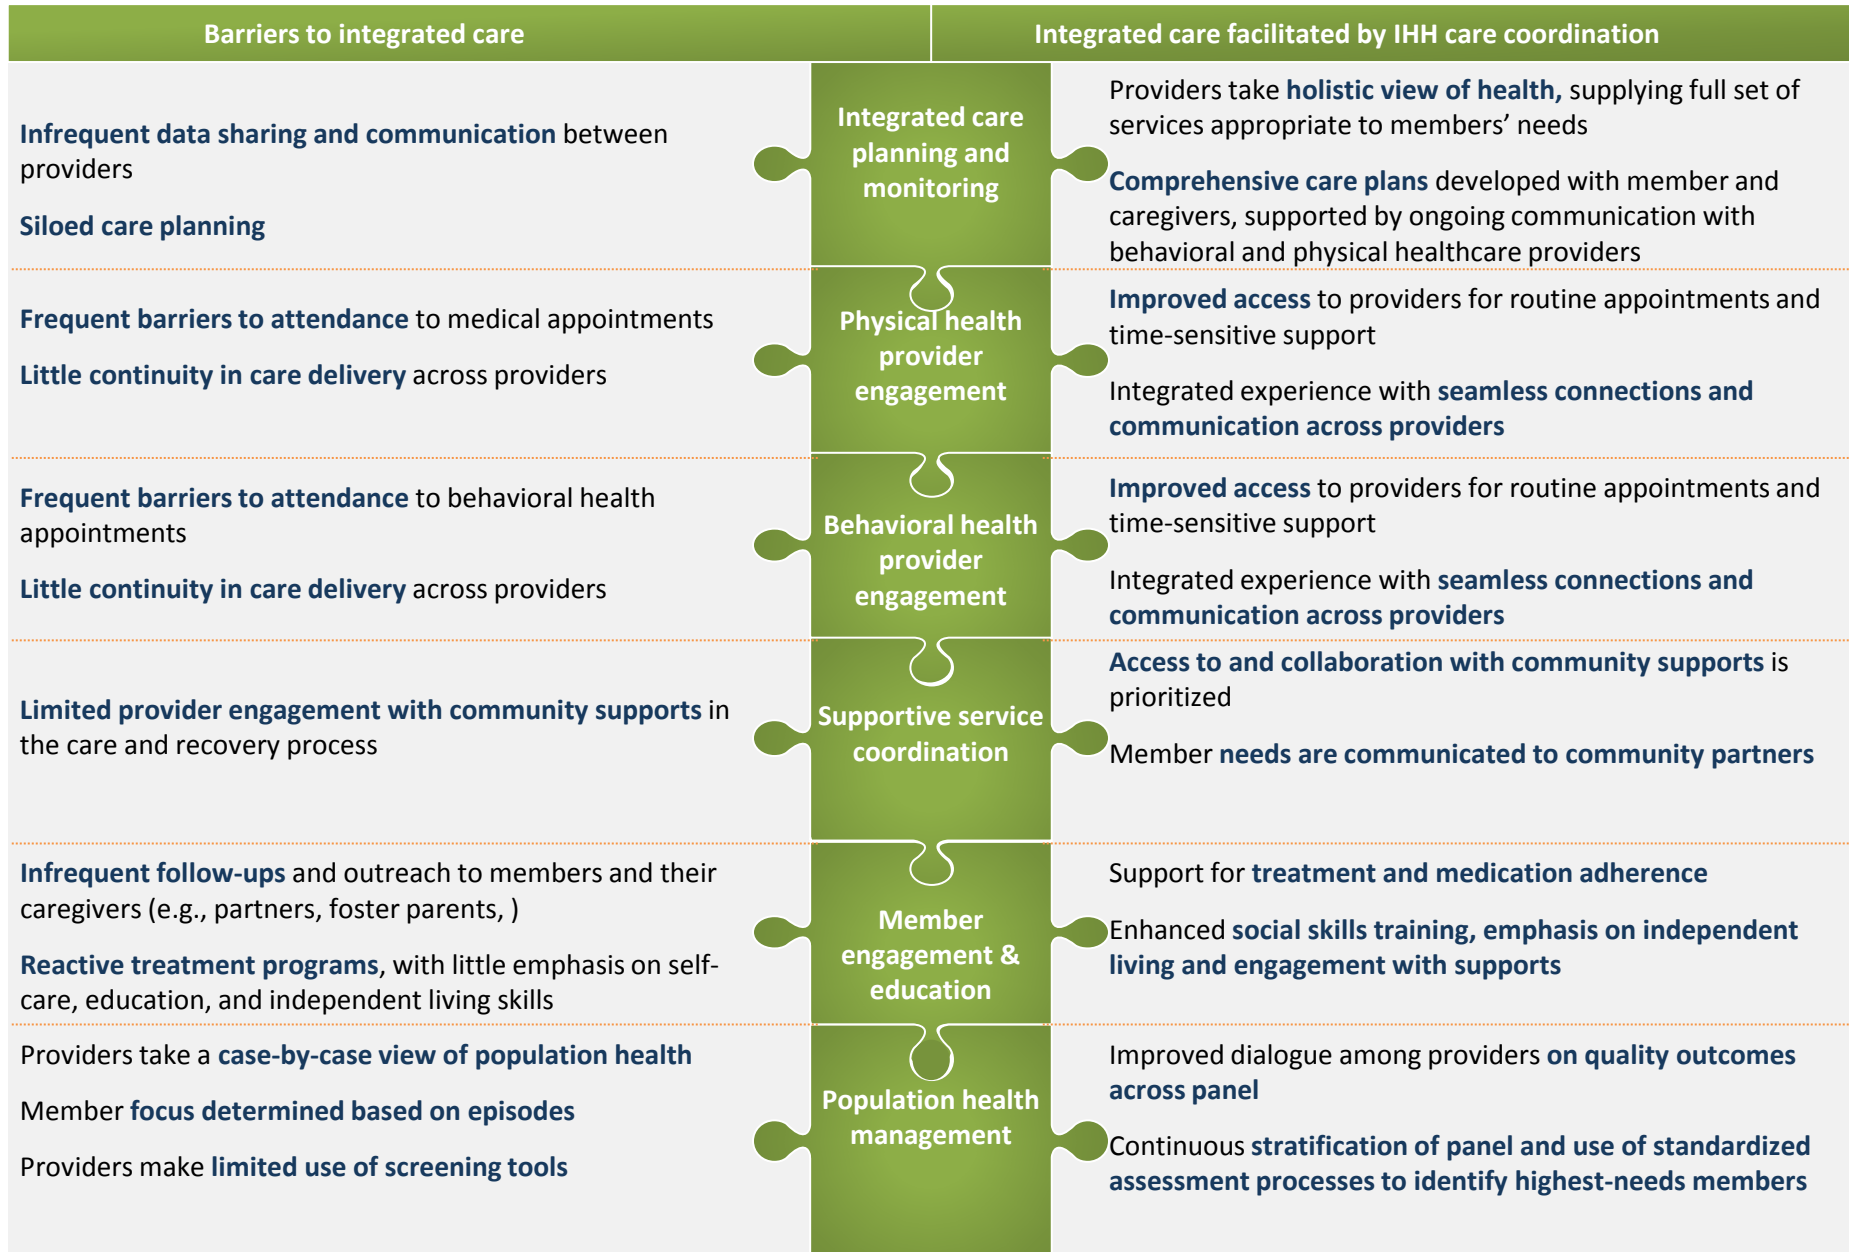 Barriers to integrated care
Integrated care facilitated by IHH care coordination
Infrequent data sharing and communication between
providers
Siloed care planning
Integrated care
planning and
monitoring
Providers take holistic view of health, supplying full set of
services appropriate to members’ needs
Comprehensive care plans developed with member and
caregivers, supported by ongoing communication with
behavioral and physical healthcare providers
Frequent barriers to attendance to medical appointments
Little continuity in care delivery across providers
Physical health
provider
engagement
Improved access to providers for routine appointments and
time-sensitive support
Integrated experience with seamless connections and
communication across providers
Frequent barriers to attendance to behavioral health
appointments
Little continuity in care delivery across providers
Behavioral health
provider
engagement
Improved access to providers for routine appointments and
time-sensitive support
Integrated experience with seamless connections and
communication across providers
Limited provider engagement with community supports in
the care and recovery process
Supportive service
coordination
Access to and collaboration with community supports is
prioritized
Member needs are communicated to community partners
Infrequent follow-ups and outreach to members and their
caregivers (e.g., partners, foster parents, )
Reactive treatment programs, with little emphasis on self-
care, education, and independent living skills
Member
engagement &
education
Support for treatment and medication adherence
Enhanced social skills training, emphasis on independent
living and engagement with supports
Providers take a case-by-case view of population health
Member focus determined based on episodes
Providers make limited use of screening tools
Population health
management
Improved dialogue among providers on quality outcomes
across panel
Continuous stratification of panel and use of standardized
assessment processes to identify highest-needs members